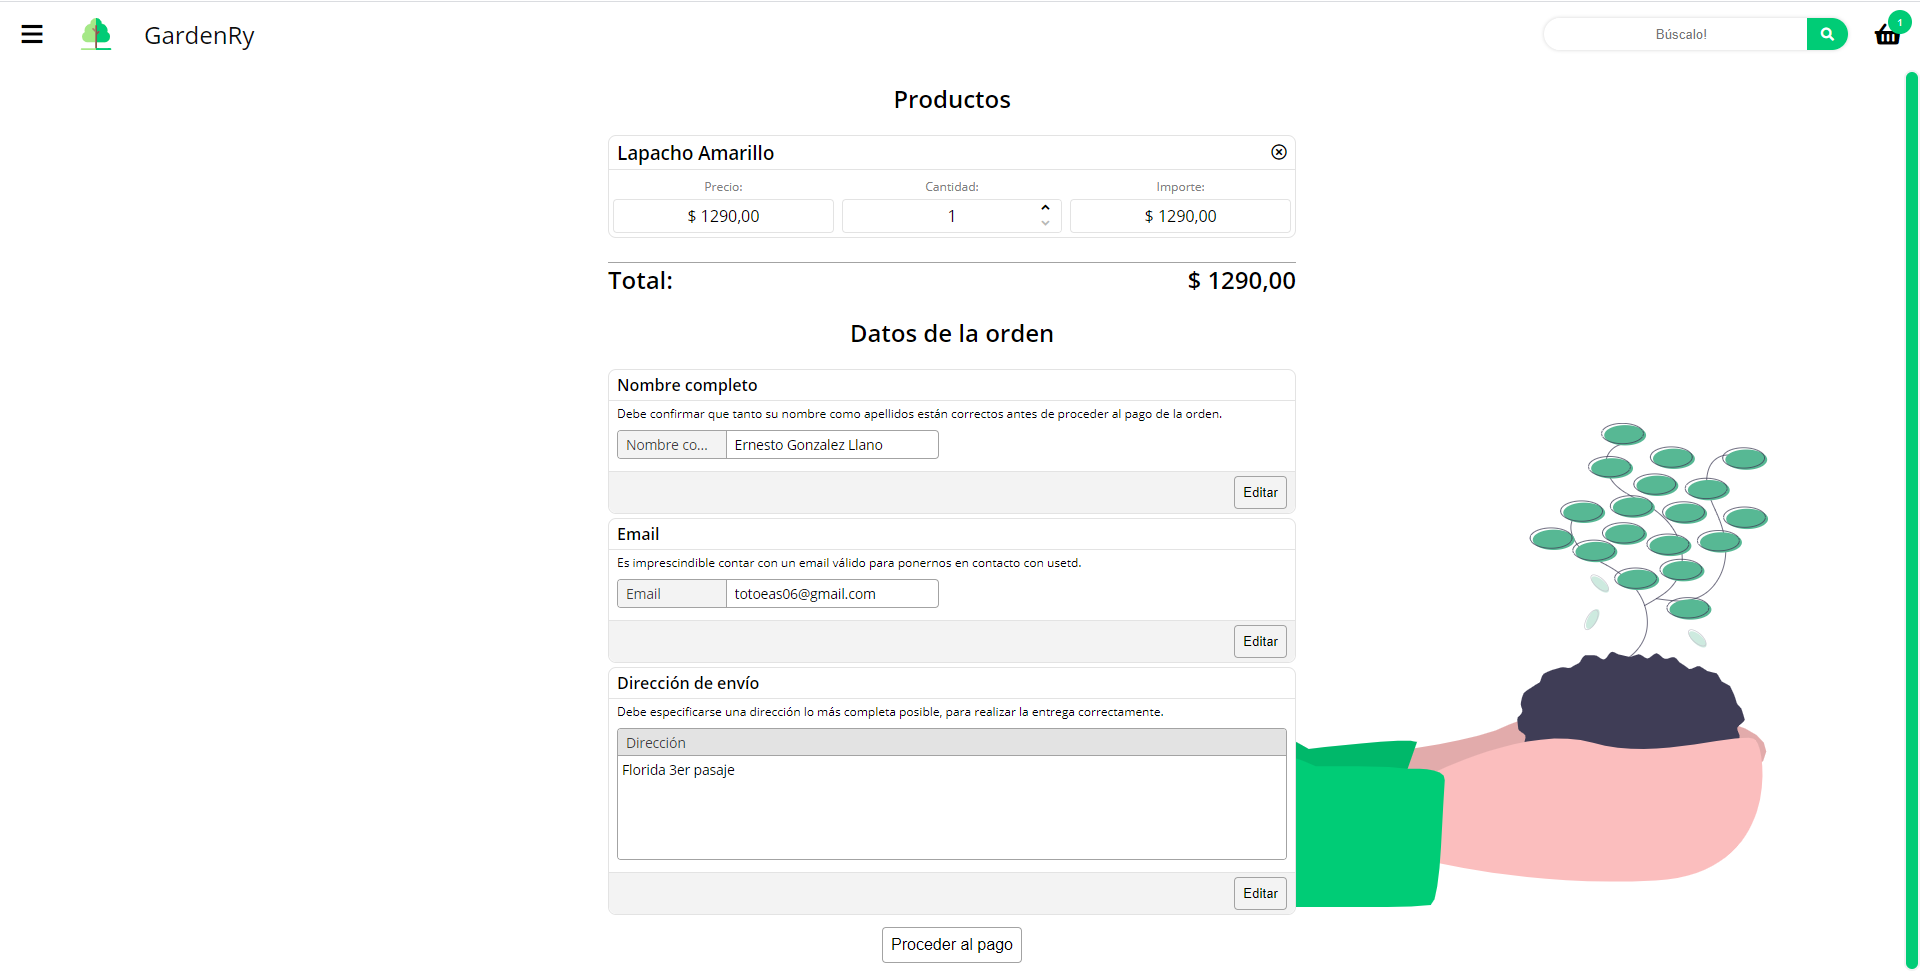 GardenRy
Búscalo!
1
Productos
Lapacho Amarillo
Precio: Cantidad: Importe:
$ 1290,00 1 $ 1290,00
Total: $ 1290,00
Datos de la orden
Nombre completo
Debe confirmar que tanto su nombre como apellidos están correctos antes de proceder al pago de la orden.
Nombre co... Ernesto Gonzalez Llano
Editar
Email
Es imprescindible contar con un email válido para ponernos en contacto con usetd.
Email totoeas06@gmail.com
Editar
Dirección de envío
Debe especificarse una dirección lo más completa posible, para realizar la entrega correctamente.
Dirección
Florida 3er pasaje
Editar
Proceder al pago